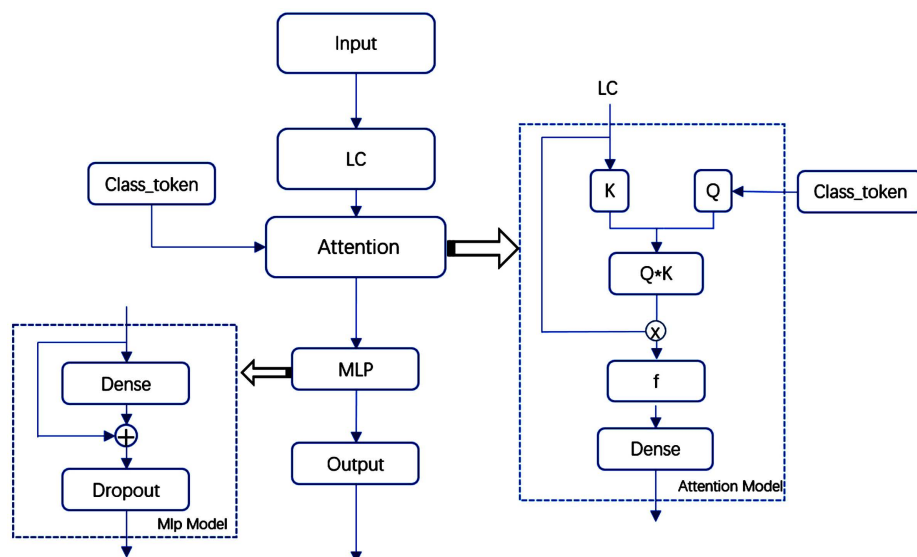 Input
LC
Class_token
Attention
MLP
Output
Dense
+
Dropout
Mlp Model
LC
K
Q
Class_token
Q*K
x
f
Dense
Attention Model